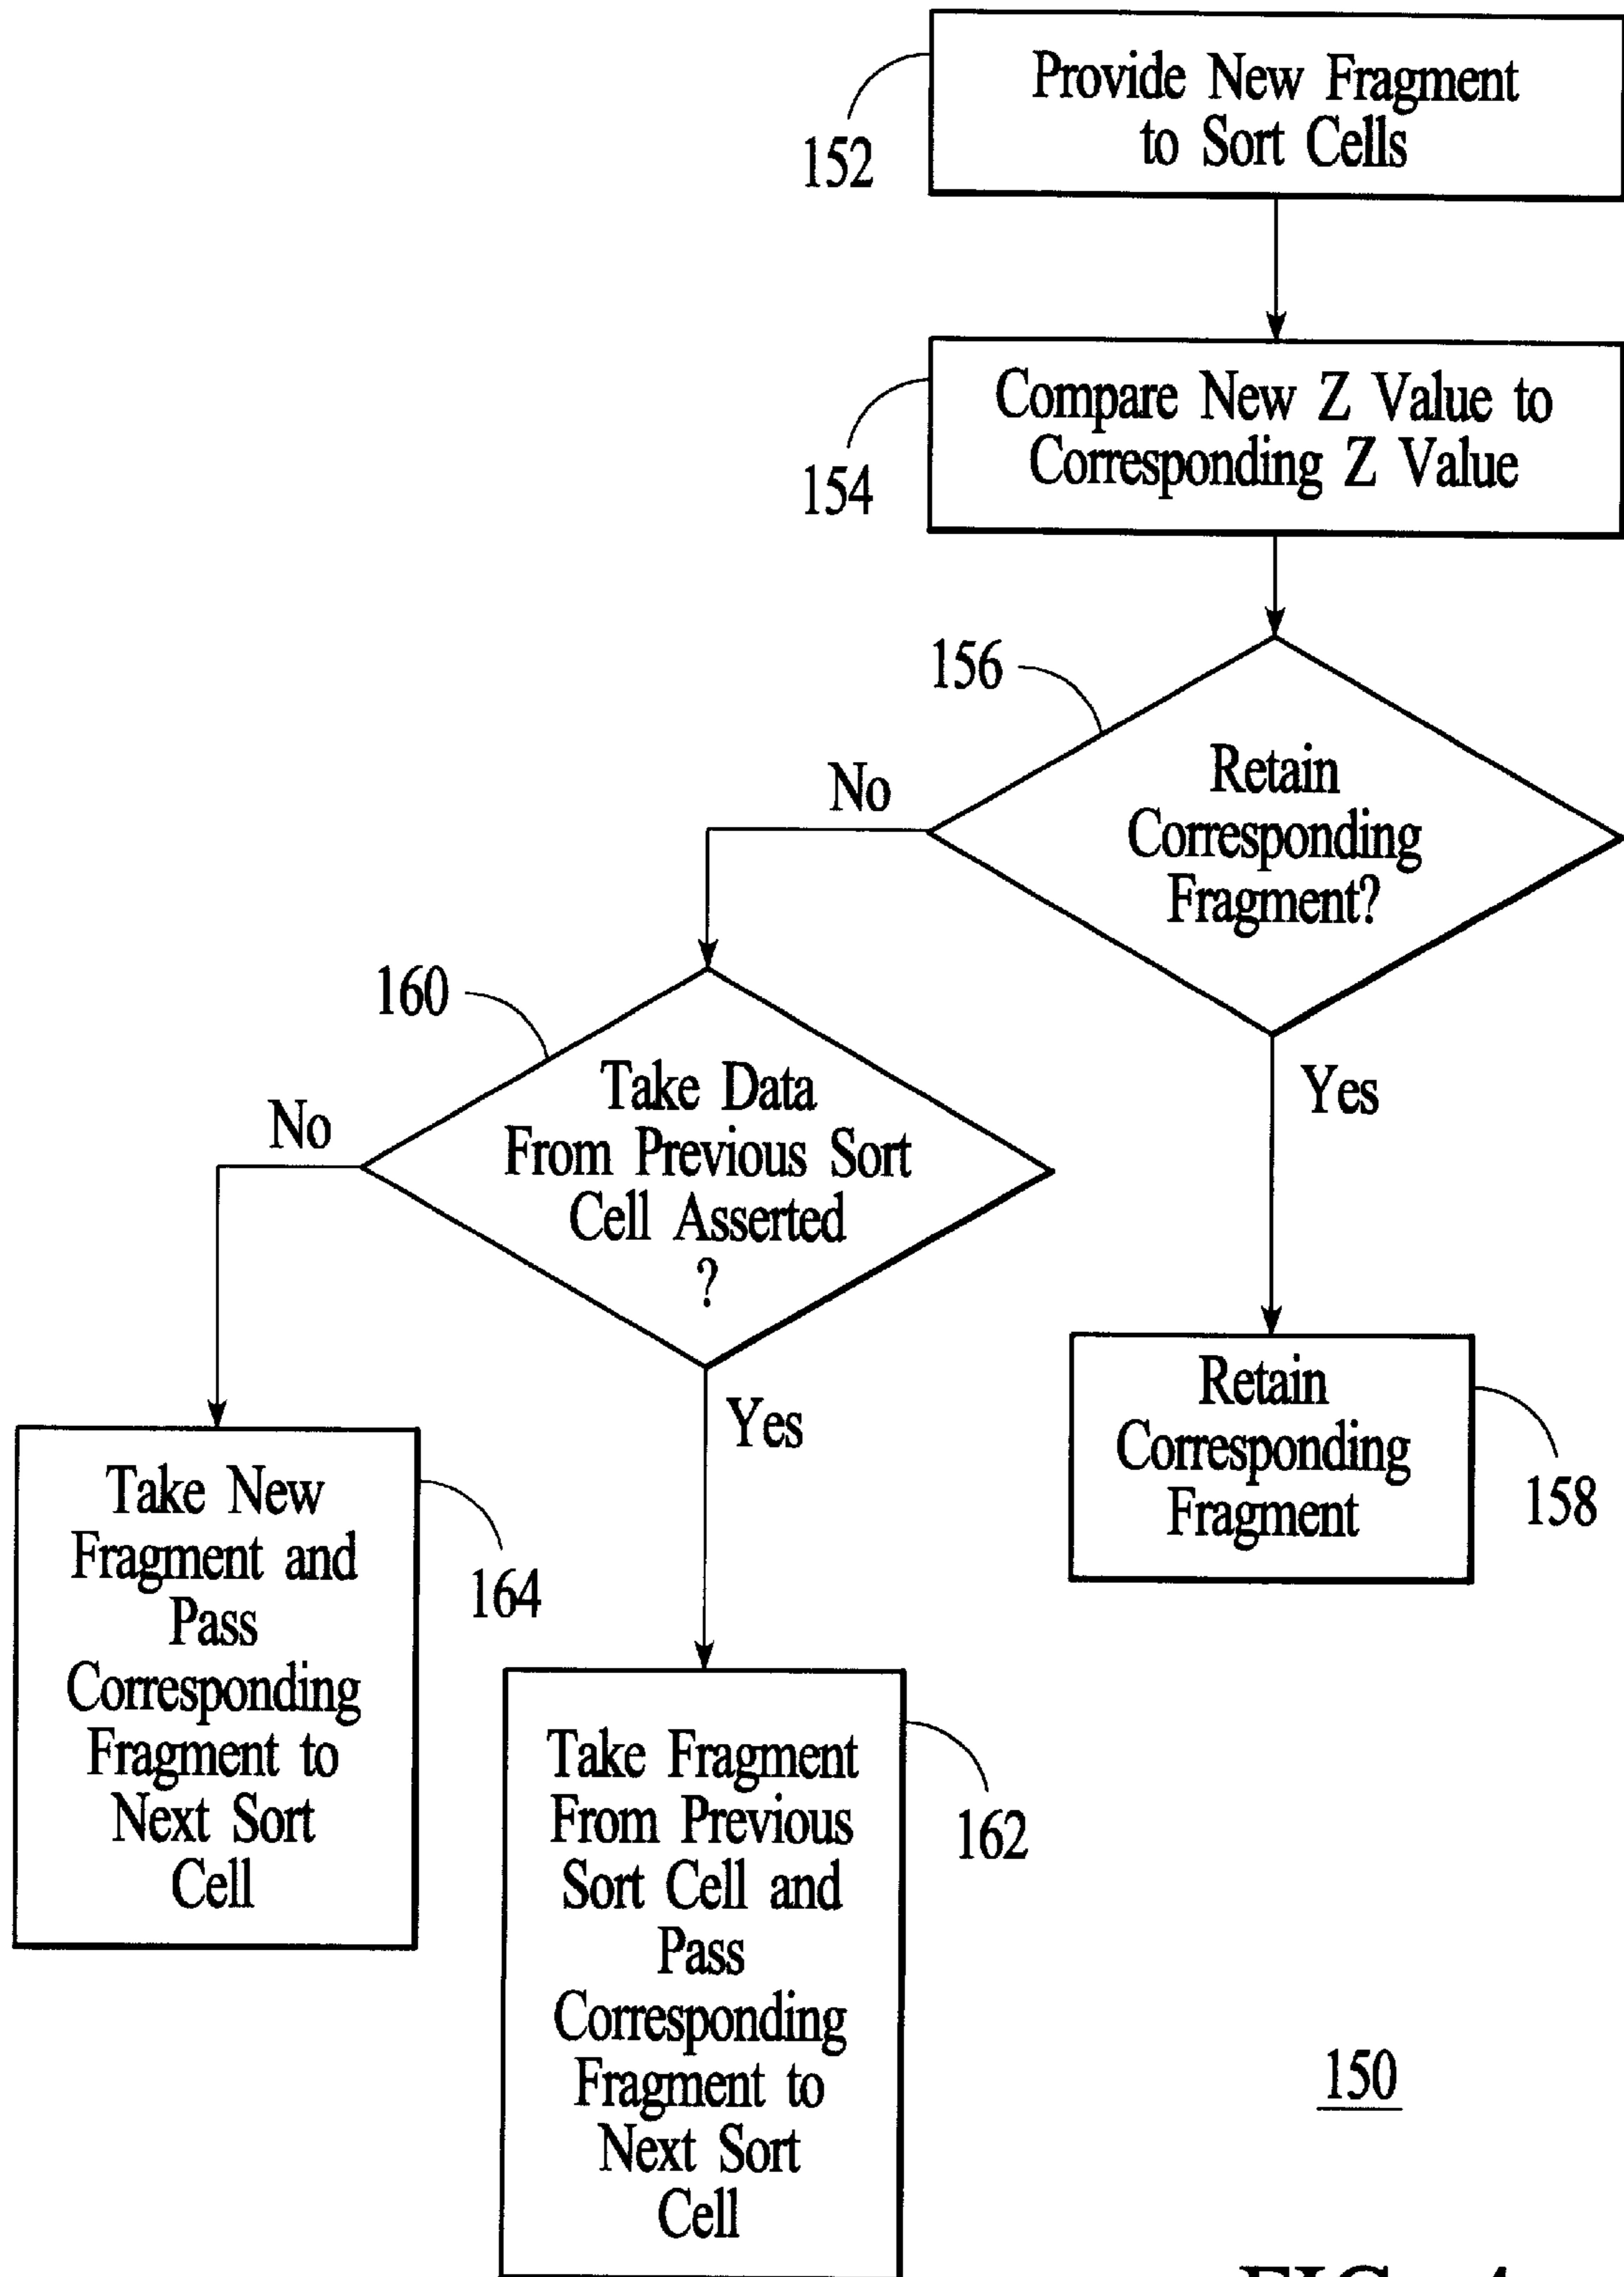 Provide New Fragment
to Sort Cells
152
Compare New Z Value to
Corresponding Z Value
154
156
Retain
Corresponding
Fragment?
No
Yes
160
Take Data
From Previous Sort
Cell Asserted
?
No
Yes
Retain
Corresponding
Fragment
158
Take New
Fragment and
Pass
Corresponding
Fragment to
Next Sort
Cell
164
Take Fragment
From Previous
Sort Cell and
Pass
Corresponding
Fragment to
Next Sort
Cell
162
150